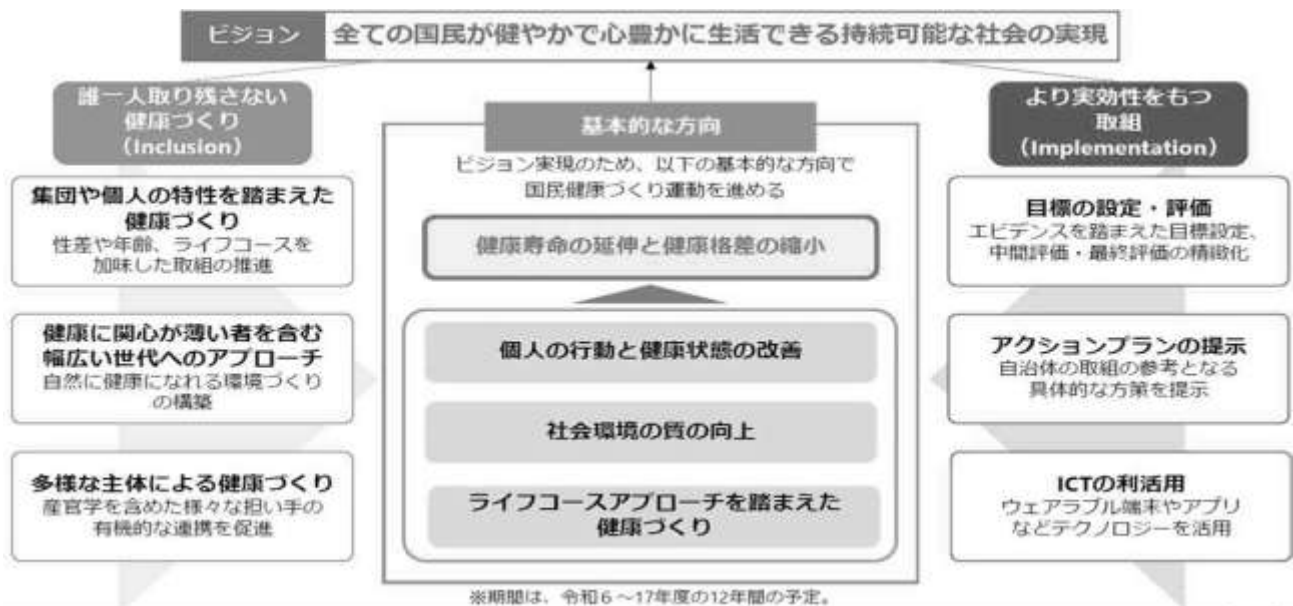 ビジョン 全ての国民が健やかで心豊かに生活できる持続可能な社会の実現
誰一人取り残さない
健康づくり
（Inclusion）
集団や個人の特性を踏まえた
健康づくり
性差や年齢、ライフコースを
加味した取組の推進
健康に関心が薄い者を含む
幅広い世代へのアプローチ
自然に健康になれる環境づくり
の構築
多様な主体による健康づくり
産官学を含めた様々な担い手の
有機的な連携を促進
基本的な方向
ビジョン実現のため、以下の基本的な方向で
国民健康づくり運動を進める
健康寿命の延伸と健康格差の縮小
個人の行動と健康状態の改善
社会環境の質の向上
ライフコースアプローチを踏まえた
健康づくり
※期間は、令和６～17年度の12年間の予定。
より実効性をもつ
取組
（Implementation）
目標の設定・評価
エビデンスを踏まえた目標設定、
中間評価・最終評価の精緻化
アクションプランの提示
自治体の取組の参考となる
具体的な方策を提示
ICTの利活用
ウェアラブル端末やアプリ
などテクノロジーを活用